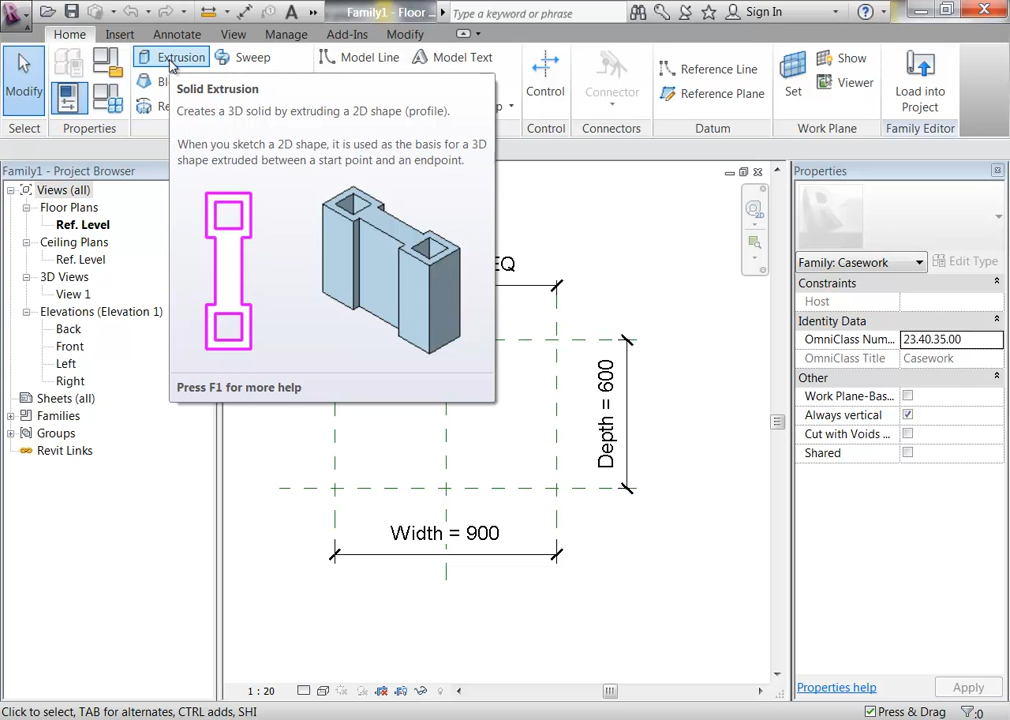 Family1 - Floor ...
Type a keyword or phrase
Sign In
Home Insert Annotate View Manage Add-Ins Modify
Modify
Select
Properties
Extrusion
Sweep
Model Line
Model Text
Control
Connector
Reference Line
Reference Plane
Set
Show
Viewer
Load into
Project
Control
Connectors
Datum
Work Plane
Family Editor
Solid Extrusion
Creates a 3D solid by extruding a 2D shape (profile).
When you sketch a 2D shape, it is used as the basis for a 3D
shape extruded between a start point and an endpoint.
Press F1 for more help
Family1 - Project Browser
Views (all)
Floor Plans
Ref. Level
Ceiling Plans
Ref. Level
3D Views
View 1
Elevations (Elevation 1)
Back
Front
Left
Right
Sheets (all)
Families
Groups
Revit Links
EQ
Depth = 600
Width = 900
1 : 20
Properties
Family: Casework
Edit Type
Constraints
Host
Identity Data
OmniClass Num... 23.40.35.00
OmniClass Title Casework
Other
Work Plane-Bas...
Always vertical
Cut with Voids ...
Shared
Properties help
Apply
Click to select, TAB for alternates, CTRL adds, SHI
Press & Drag
:0